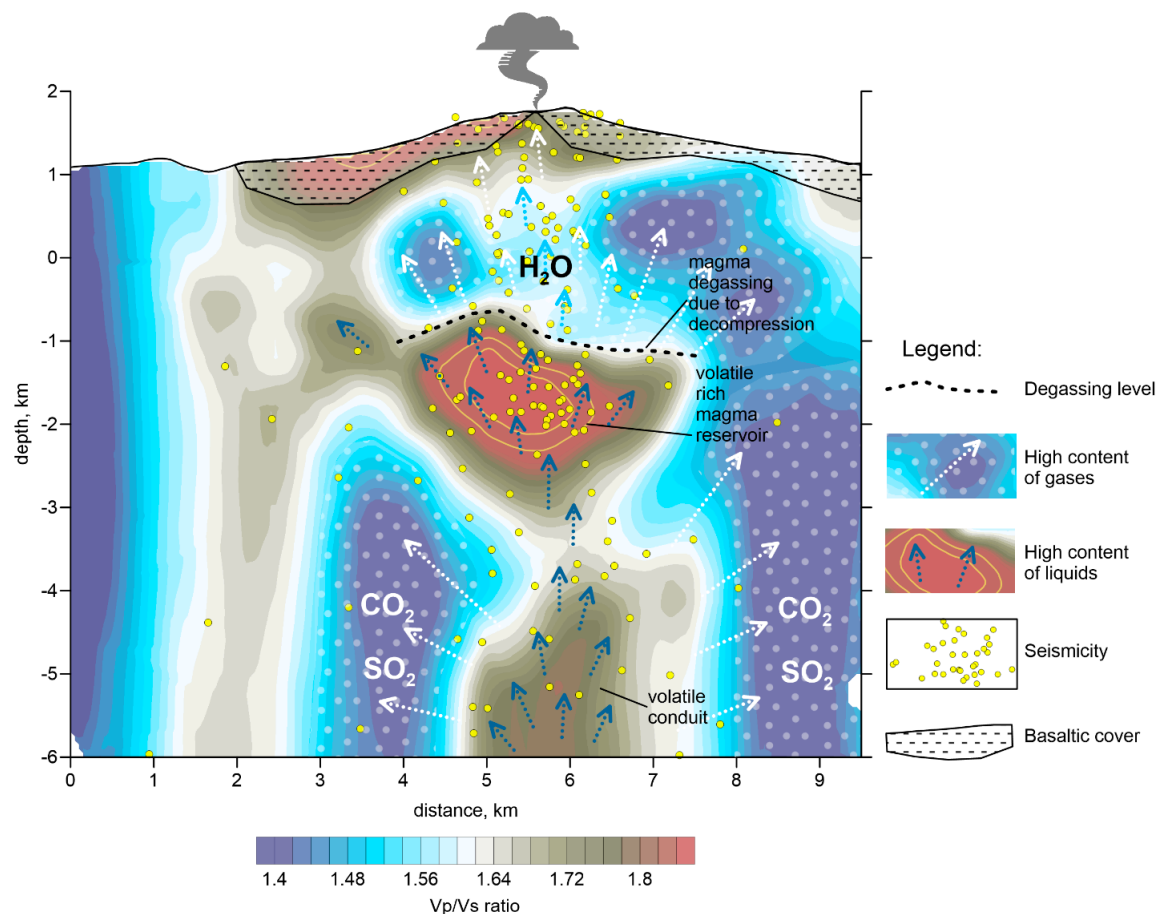 2
1
0
-1
-2
-3
-4
-5
-6
depth, km
H₂O
magma
degassing
due to
decompression
volatile
rich
magma
reservoir
CO₂
SO₂
CO₂
SO₂
volatile
conduit
0 1 2 3 4 5 6 7 8 9
distance, km
1.4 1.48 1.56 1.64 1.72 1.8
Vp/Vs ratio
Legend:
Degassing level
High content
of gases
High content
of liquids
Seismicity
Basaltic cover